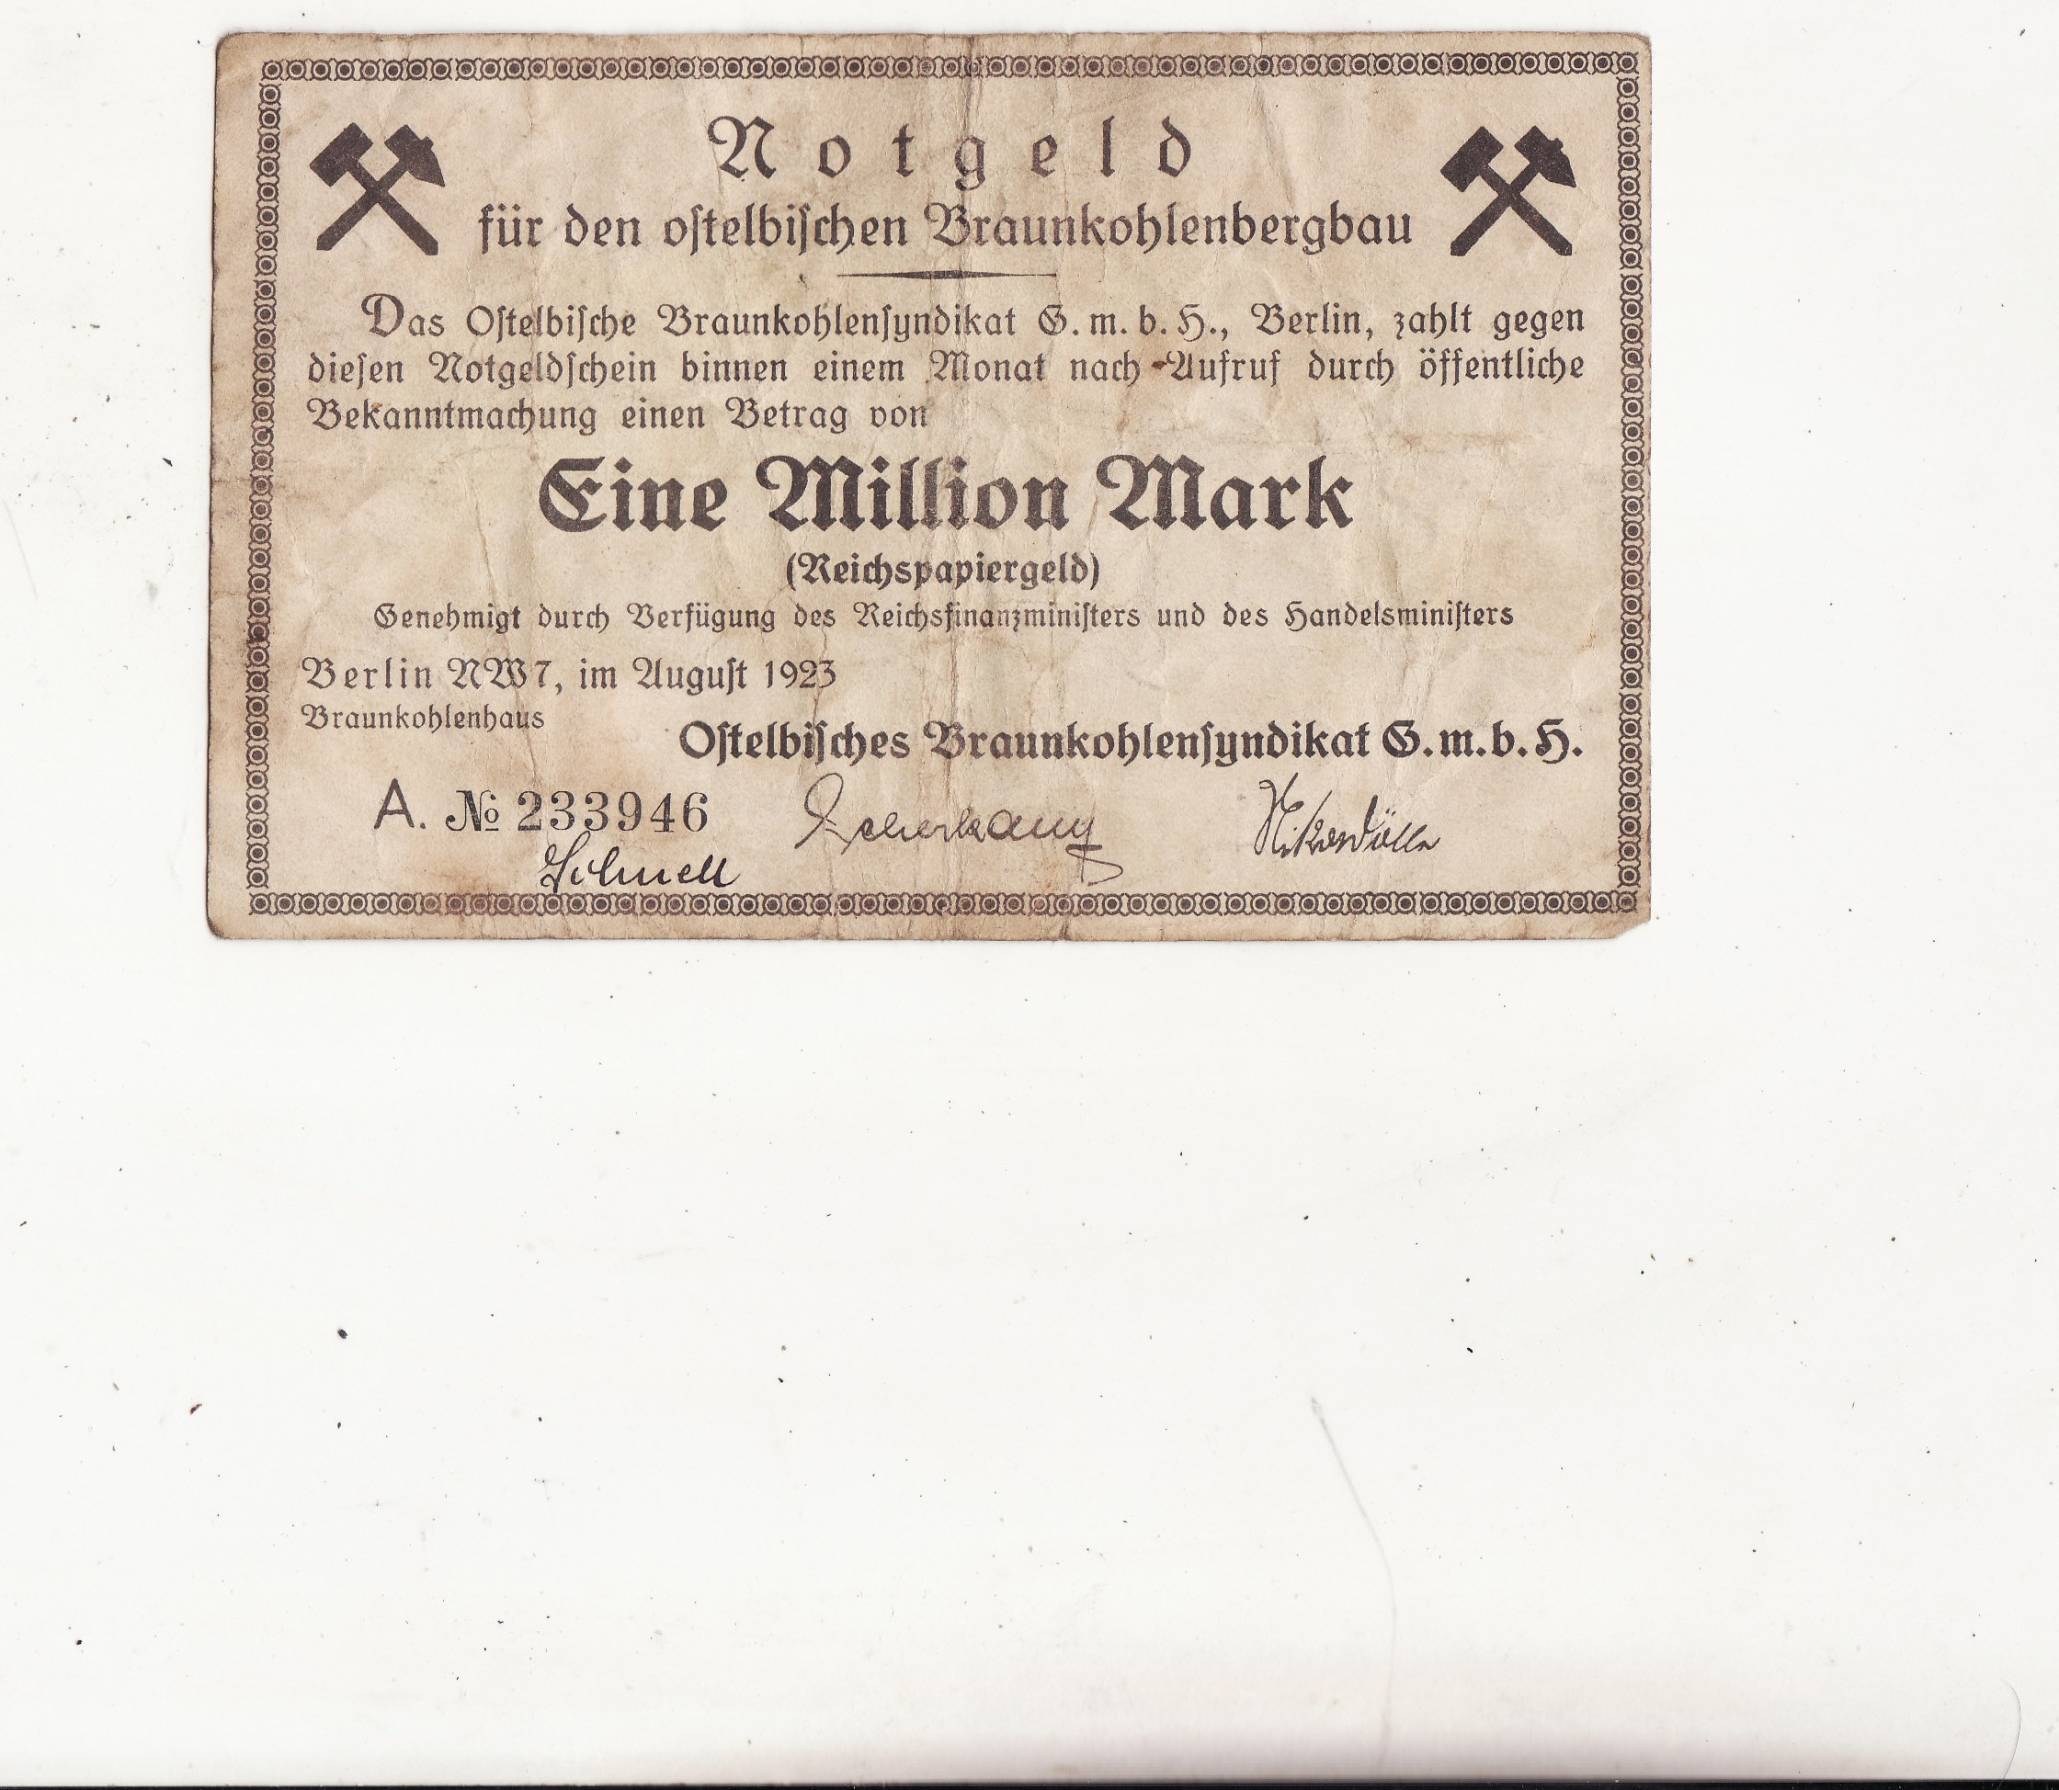 Notgeld
für den oſtelbiſchen Braunkohlenbergbau
Das Oſtelbiſche Braunkohlenſyndikat G. m. b. H., Berlin, zahlt gegen
dieſen Notgeldſchein binnen einem Monat nach Aufruf durch öffentliche
Bekanntmachung einen Betrag von
Eine Million Mark
(Reichspapiergeld)
Genehmigt durch Verfügung des Reichsfinanzminiſters und des Handelsminiſters
Berlin NW7, im Auguſt 1923
Braunkohlenhaus
Oſtelbiſches Braunkohlenſyndikat G. m. b. H.
A. № 233946
Schnell